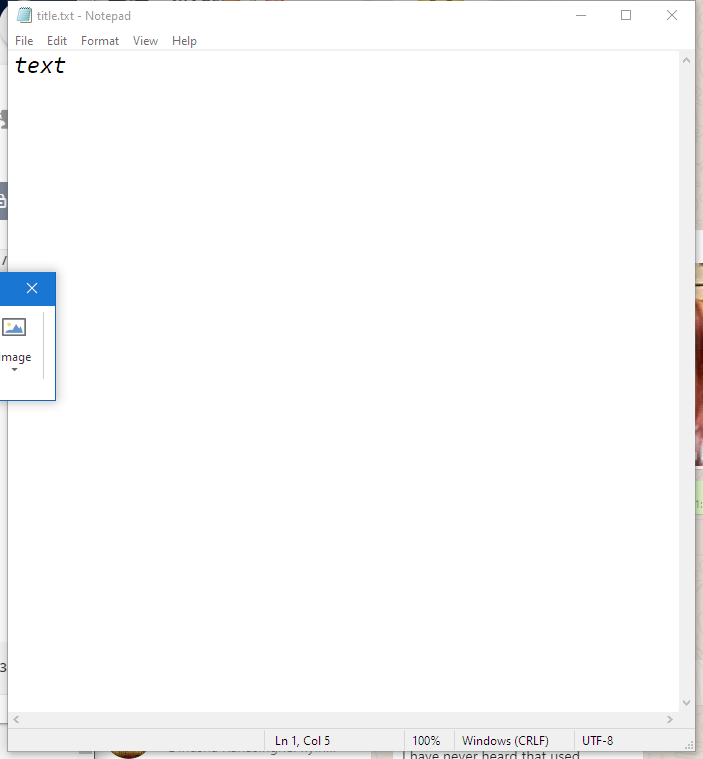 title.txt - Notepad
File Edit Format View Help
text
mage
Ln 1, Col 5 100% Windows (CRLF) UTF-8
I have never heard that used